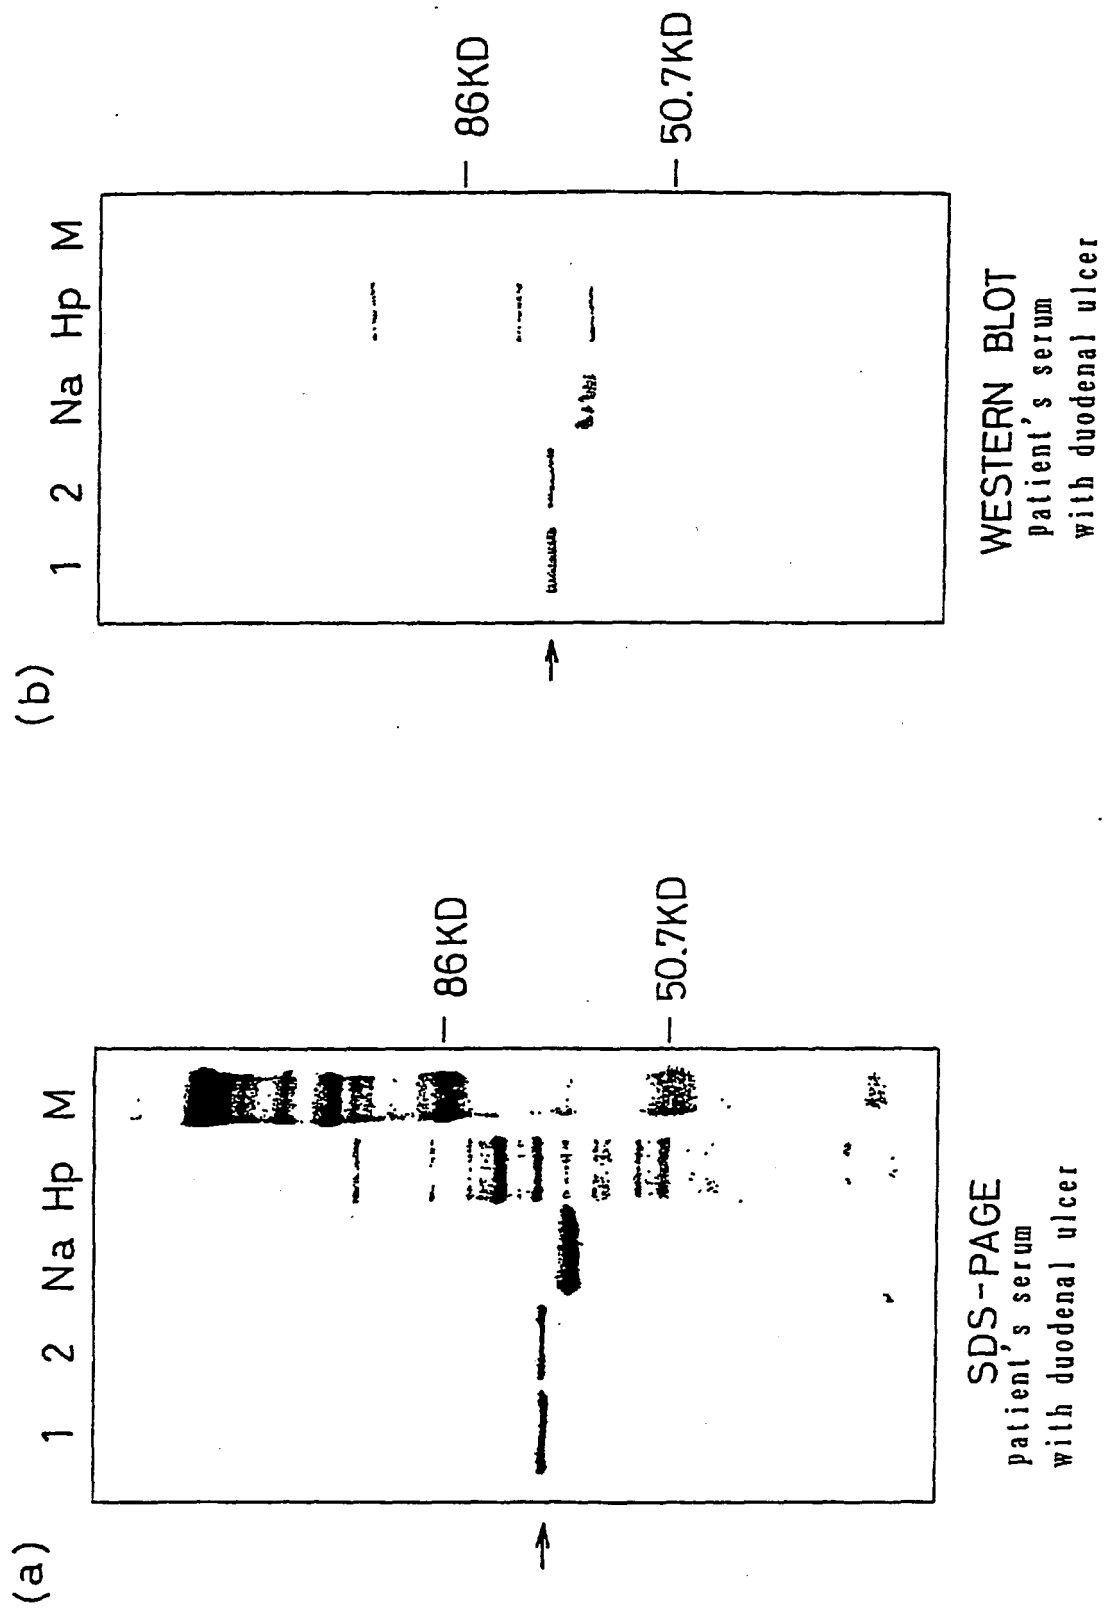 (a)
1 2 Na Hp M
86KD
50.7KD
SDS-PAGE
patient's serum
with duodenal ulcer
(b)
1 2 Na Hp M
86KD
50.7KD
WESTERN BLOT
patient's serum
with duodenal ulcer